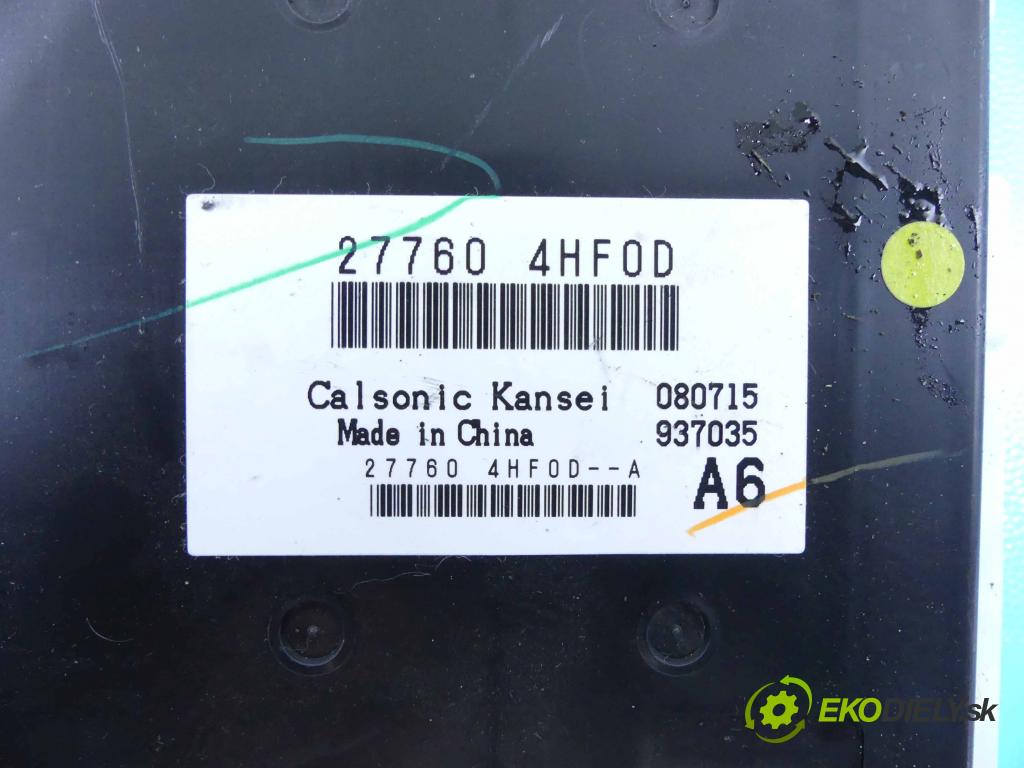 27760 4HF0D
Calsonic Kansei 080715
Made in China 937035
27760 4HF0D--A
A6
EKODIELY.sk